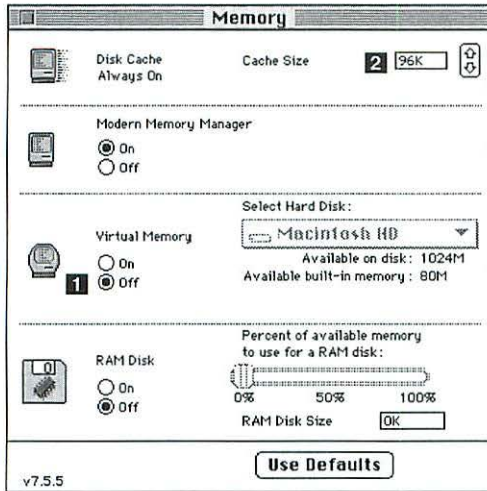 Memory
Disk Cache
Always On
Cache Size
2
96K
Modern Memory Manager
On
Off
Select Hard Disk:
Macintosh HD
Virtual Memory
On
1
Off
Available on disk: 1024M
Available built-in memory: 80M
Percent of available memory
to use for a RAM disk:
RAM Disk
On
Off
0% 50% 100%
RAM Disk Size
0K
Use Defaults
v7.5.5